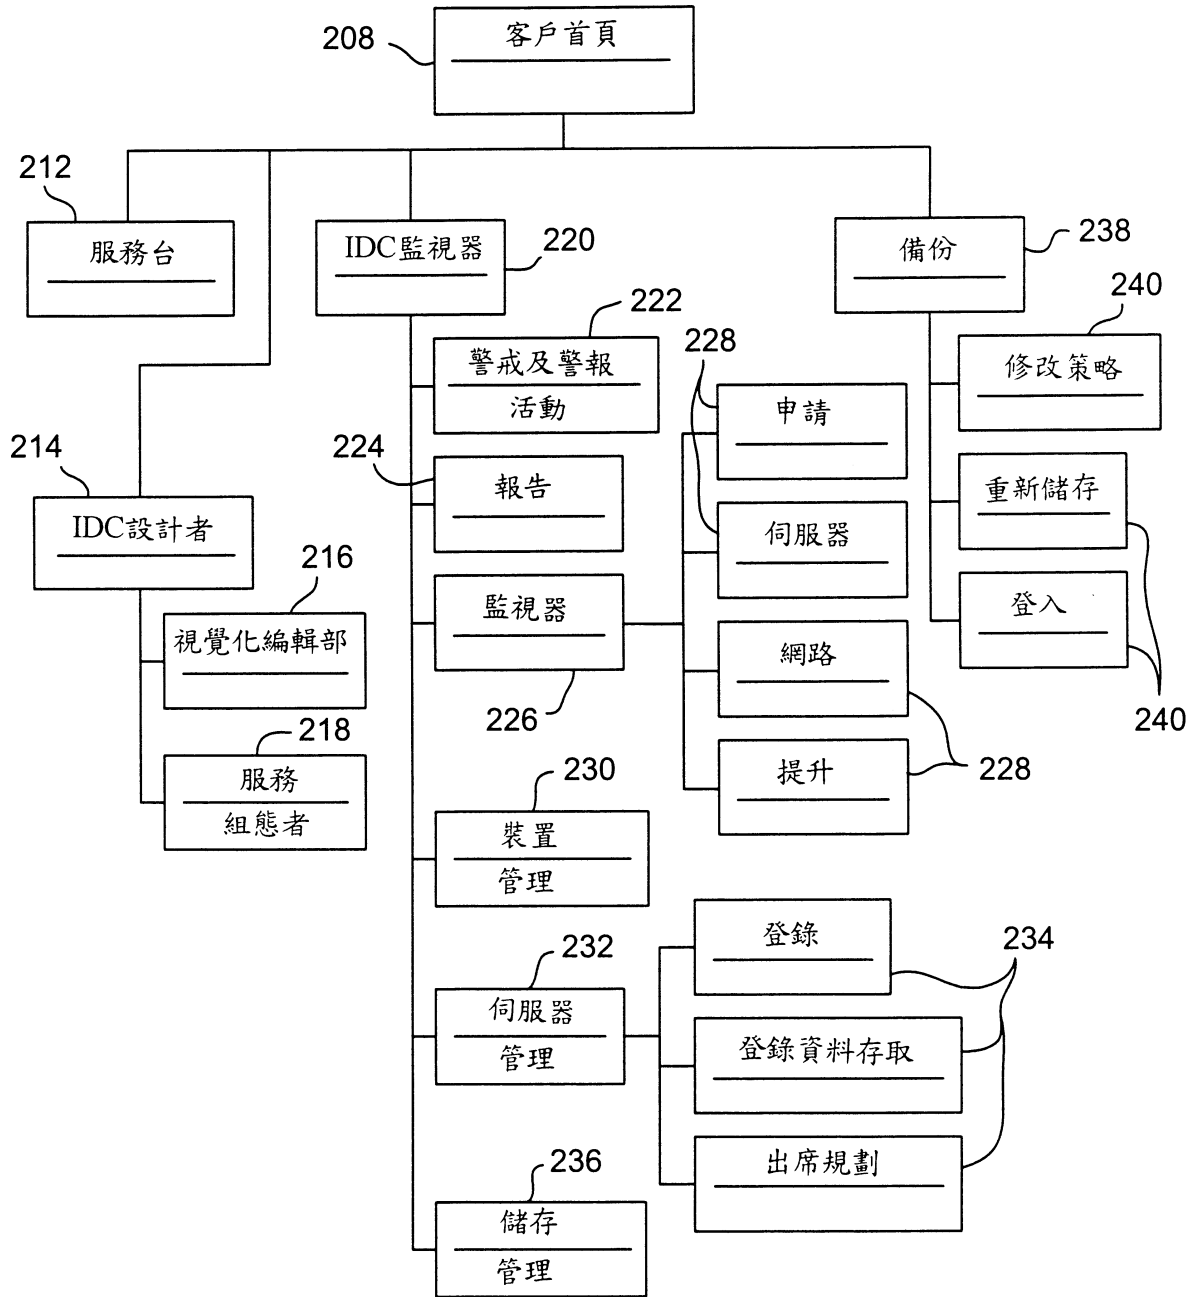 208
客戶首頁
212
服務台
IDC監視器
220
備份
238
240
修改策略
222
警戒及警報
活動
228
申請
224
報告
重新儲存
伺服器
214
IDC設計者
216
視覺化編輯部
監視器
226
登入
240
網路
218
服務
組態者
提升
228
230
裝置
管理
登錄
234
232
伺服器
管理
登錄資料存取
出席規劃
236
儲存
管理